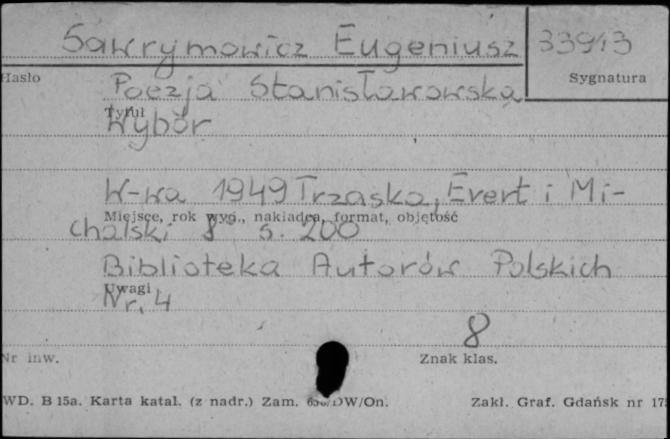 Sawrymowicz Eugeniusz 33913
Hasło Sygnatura
Poezja Stanisławowska
Tytuł
Wybór
W-wa 1949 Trzaska, Evert i Mi-
Miejsce, rok wyd., nakładca, format, objętość
chalski 8° s. 200
Biblioteka Autorów Polskich
Uwagi
Nr. 4
8
Nr inw. Znak klas.
WD. B 15a. Karta katal. (z nadr.) Zam. DW/On. Zakł. Graf. Gdańsk nr